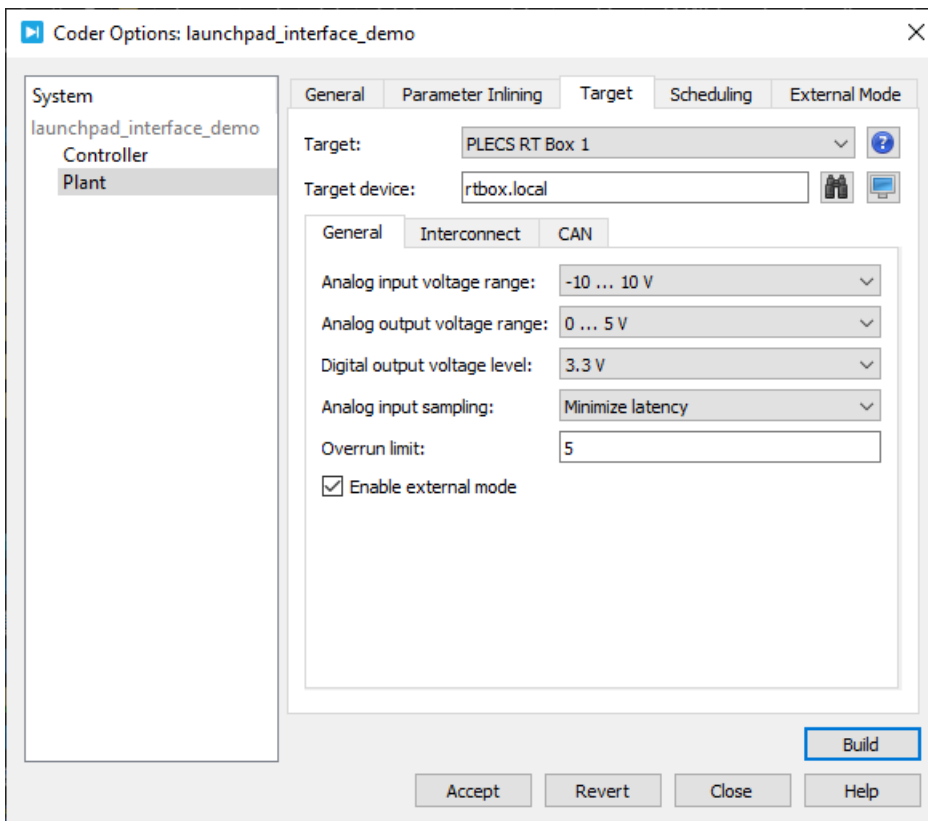 Coder Options: launchpad_interface_demo
System
launchpad_interface_demo
Controller
Plant
General Parameter Inlining Target Scheduling External Mode
Target: PLECS RT Box 1
Target device: rtbox.local
General Interconnect CAN
Analog input voltage range: -10 ... 10 V
Analog output voltage range: 0 ... 5 V
Digital output voltage level: 3.3 V
Analog input sampling: Minimize latency
Overrun limit: 5
Enable external mode
Build
Accept Revert Close Help